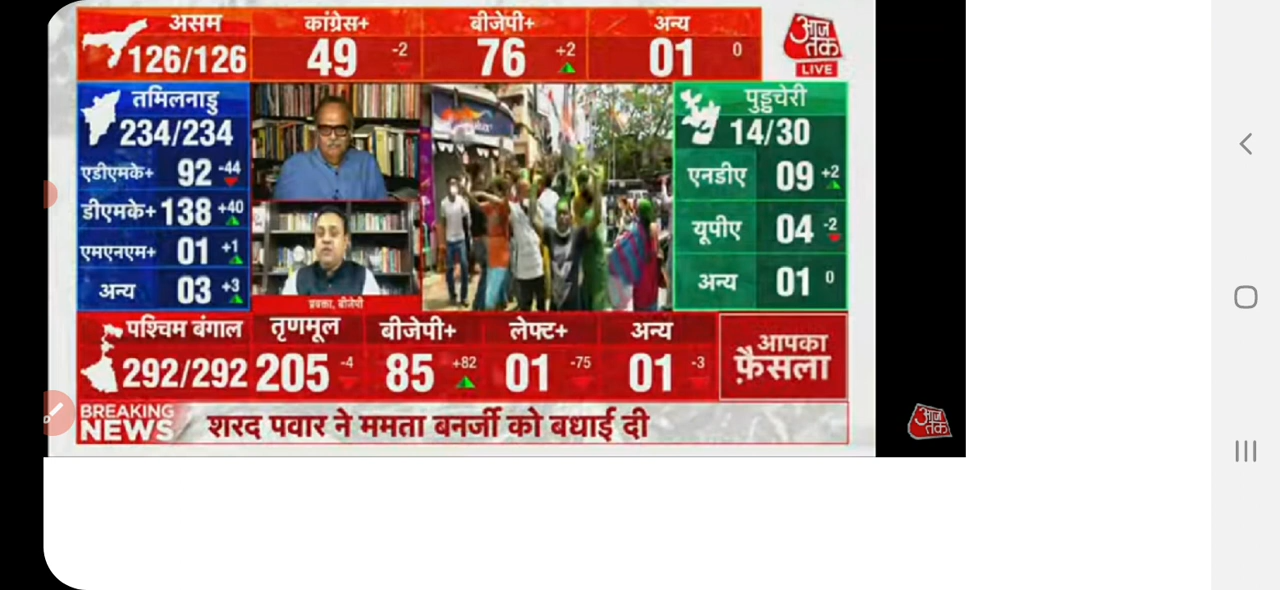 असम कांग्रेस+ बीजेपी+ अन्य
126/126 49 -2 76 +2 01 0
आज तक
LIVE
तमिलनाडु
234/234
एडीएमके+ 92 -44
डीएमके+ 138 +40
एमएनएम+ 01 +1
अन्य 03 +3
प्रवक्ता, बीजेपी
पुडुचेरी
14/30
एनडीए 09 +2
यूपीए 04 -2
अन्य 01 0
पश्चिम बंगाल तृणमूल बीजेपी+ लेफ्ट+ अन्य
292/292 205 -4 85 +82 01 -75 01 -3
आपका
फ़ैसला
BREAKING
NEWS
शरद पवार ने ममता बनर्जी को बधाई दी
आज तक